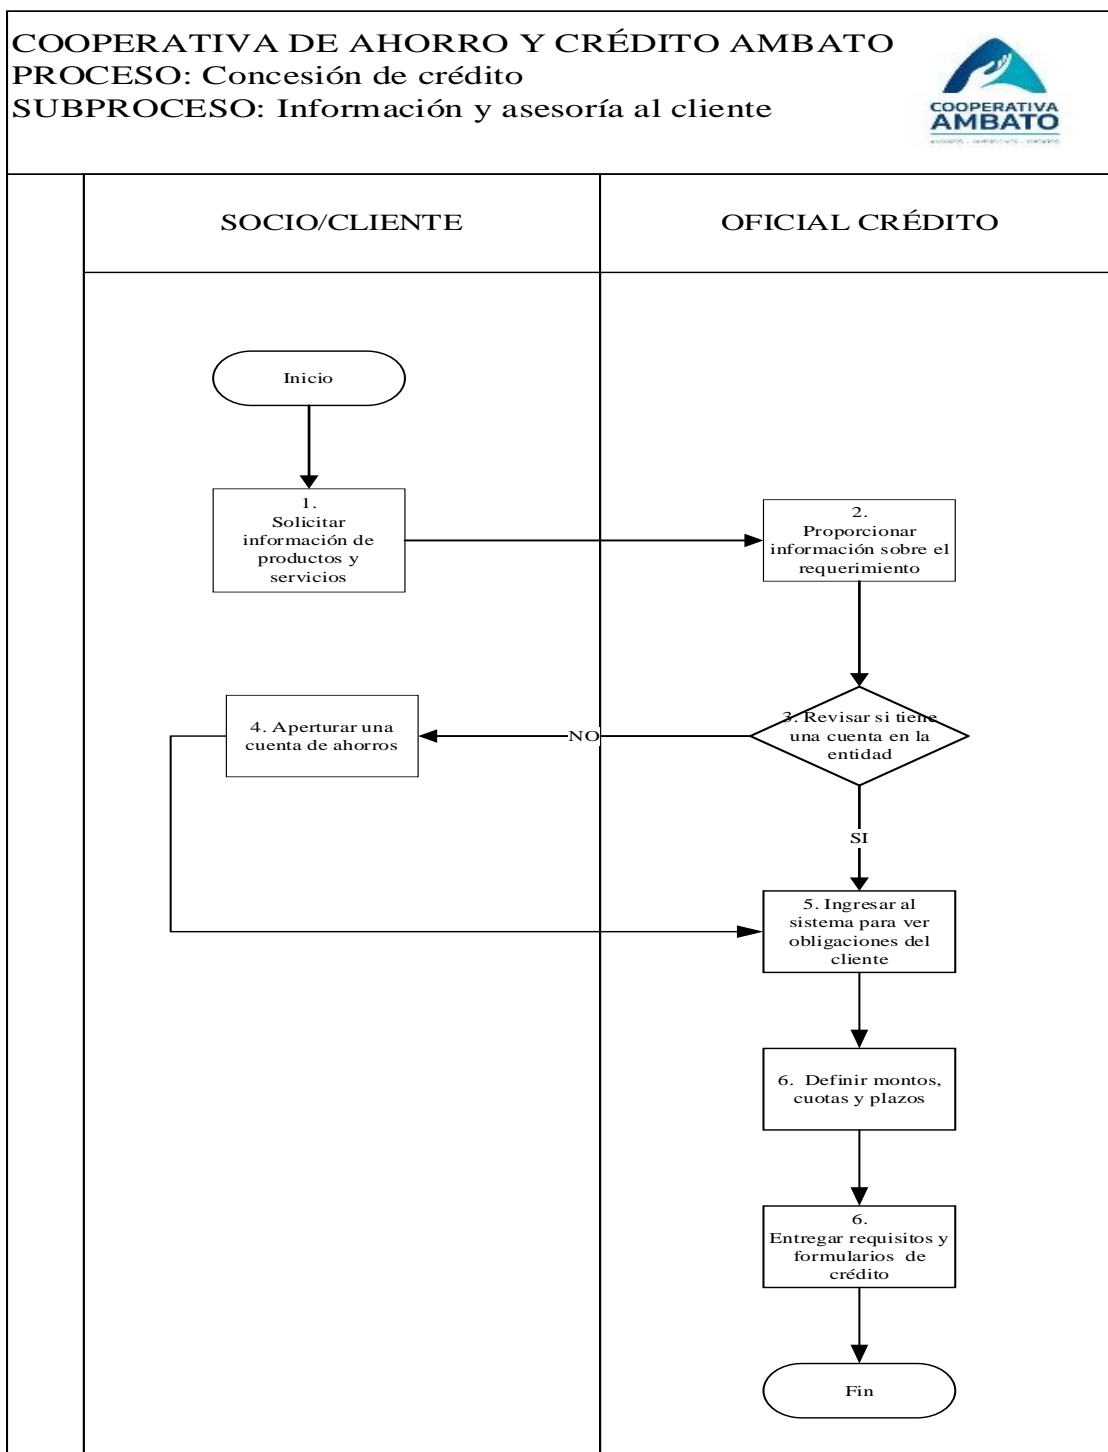 COOPERATIVA DE AHORRO Y CRÉDITO AMBATO
PROCESO: Concesión de crédito
SUBPROCESO: Información y asesoría al cliente
COOPERATIVA
AMBATO
SOCIO/CLIENTE
OFICIAL CRÉDITO
Inicio
1.
Solicitar
información de
productos y
servicios
2.
Proporcionar
información sobre el
requerimiento
3. Revisar si tiene
una cuenta en la
entidad
NO
4. Aperturar una
cuenta de ahorros
SI
5. Ingresar al
sistema para ver
obligaciones del
cliente
6. Definir montos,
cuotas y plazos
6.
Entregar requisitos y
formularios de
crédito
Fin